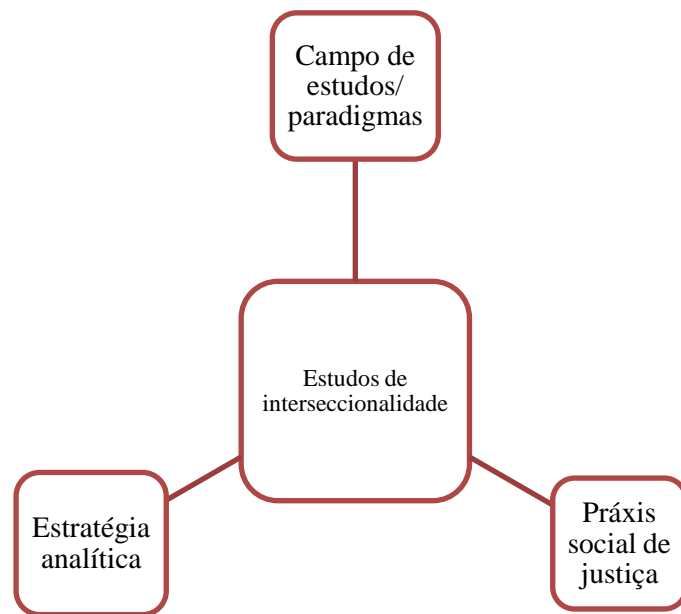 Campo de
estudos/
paradigmas
Estudos de
interseccionalidade
Estratégia
analítica
Práxis
social de
justiça